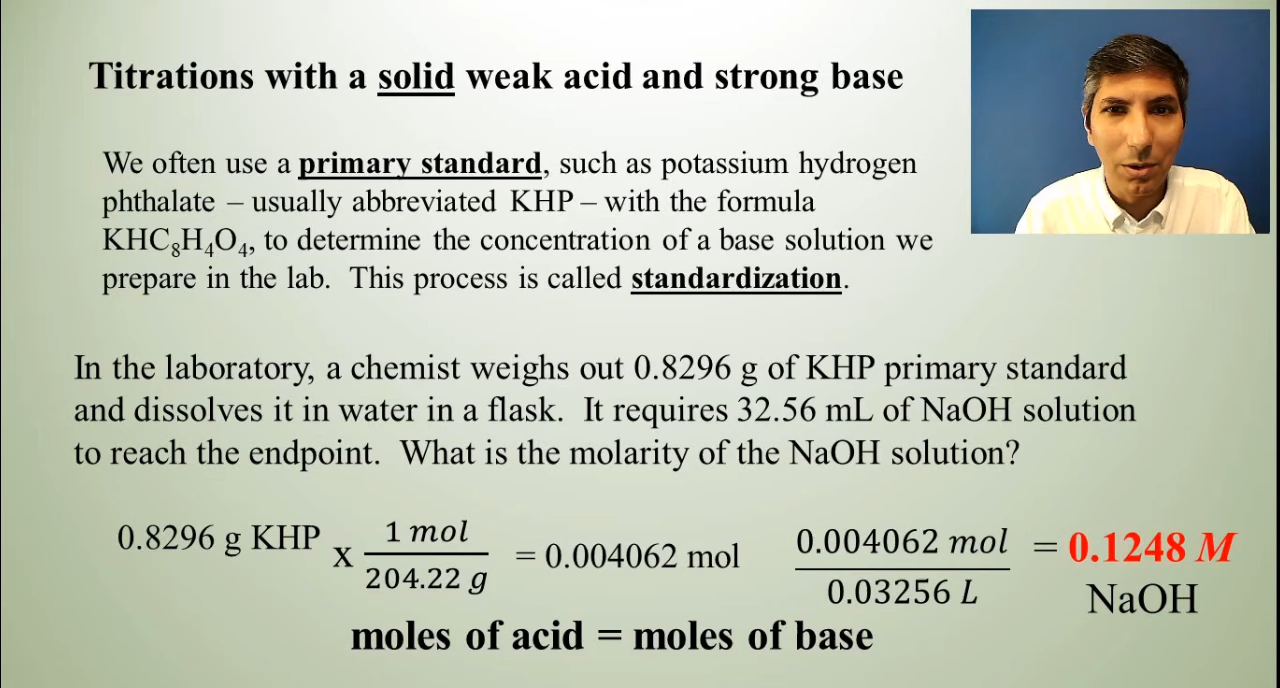 Titrations with a solid weak acid and strong base
We often use a primary standard, such as potassium hydrogen
phthalate – usually abbreviated KHP – with the formula
KHC₈H₄O₄, to determine the concentration of a base solution we
prepare in the lab. This process is called standardization.
In the laboratory, a chemist weighs out 0.8296 g of KHP primary standard
and dissolves it in water in a flask. It requires 32.56 mL of NaOH solution
to reach the endpoint. What is the molarity of the NaOH solution?
0.8296 g KHP x 1 mol / 204.22 g = 0.004062 mol
0.004062 mol / 0.03256 L = 0.1248 M
NaOH
moles of acid = moles of base